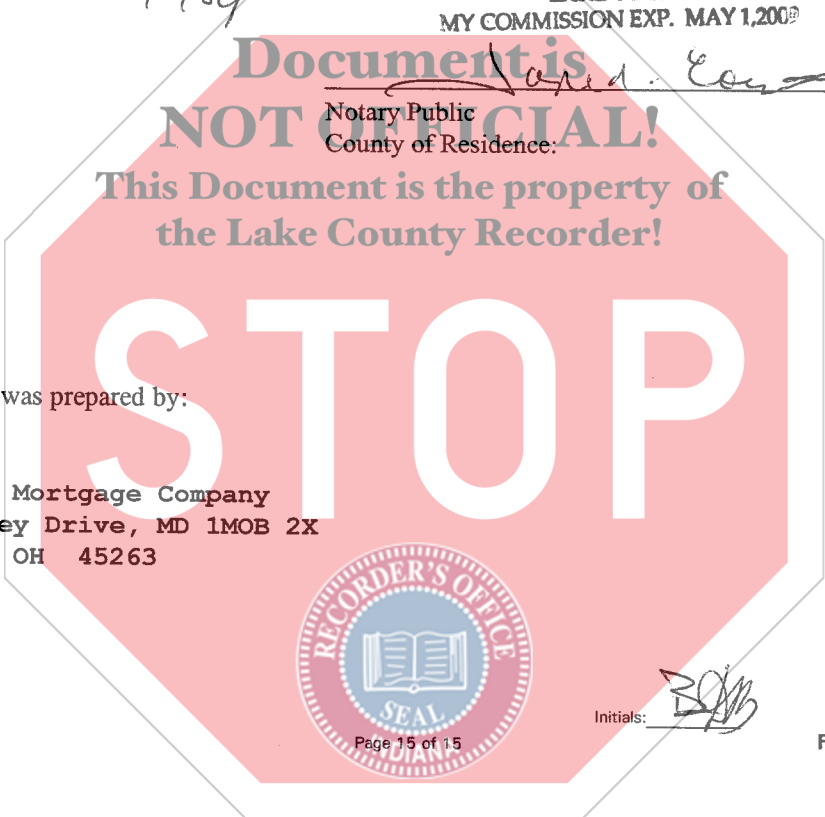 MY COMMISSION EXP. MAY 1,2009
Document is
NOT OFFICIAL!
Notary Public
County of Residence:
This Document is the property of
the Lake County Recorder!
STOP
was prepared by:
Mortgage Company
ey Drive, MD 1MOB 2X
OH 45263
RECORDER'S OFFICE
SEAL
INDIANA
Initials:
Page 15 of 15
F